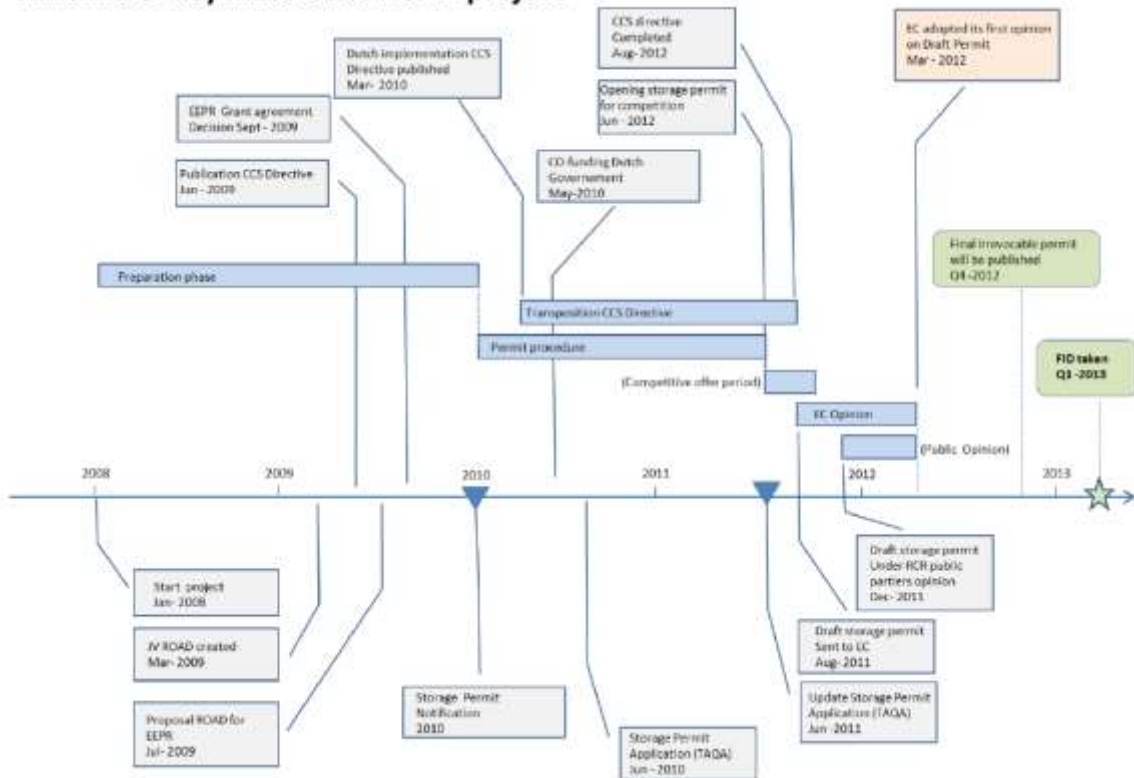 CCS directive
Completed
Aug- 2012
EC adopted its first opinion
on Draft Permit
Mar - 2012
Dutch implementation CCS
Directive published
Mar- 2010
Opening storage permit
for competition
Jun - 2012
EEPR Grant agreement
Decision Sept - 2009
Publication CCS Directive
Jun - 2009
CO-funding Dutch
Governement
May-2010
Final irrevocable permit
will be published
Q4 -2012
Preparation phase
Transposition CCS Directive
Permit procedure
FID taken
Q1 -2013
(Competitive offer period)
EC Opinion
(Public Opinion)
2008
2009
2010
2011
2012
2013
Start project
Jan- 2008
JV ROAD created
Mar- 2009
Proposal ROAD for
EEPR
Jul- 2009
Storage Permit
Notification
2010
Storage Permit
Application (TAQA)
Jun - 2010
Draft storage permit
Under RCR public
partiers opinion
Dec- 2011
Draft storage permit
Sent to EC
Aug- 2011
Update Storage Permit
Application (TAQA)
Jun -2011